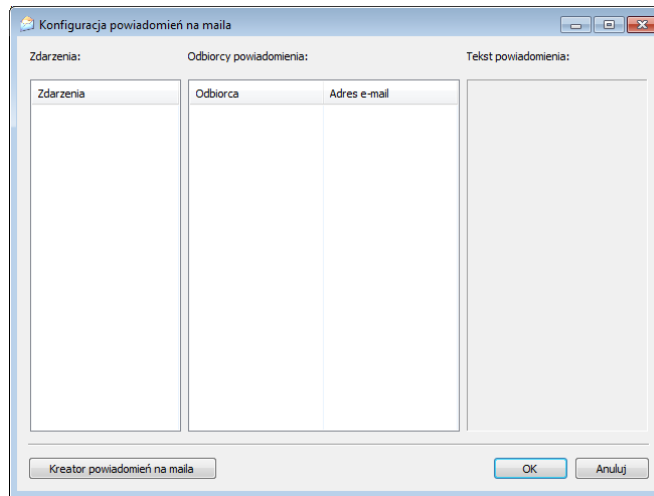 Konfiguracja powiadomień na maila
Zdarzenia: Odbiorcy powiadomienia: Tekst powiadomienia:
Zdarzenia Odbiorca Adres e-mail
Kreator powiadomień na maila OK Anuluj